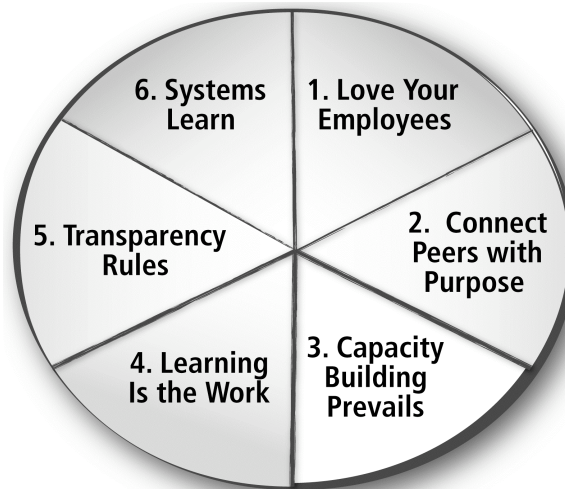 1. Love Your
Employees
2. Connect
Peers with
Purpose
3. Capacity
Building
Prevails
4. Learning
Is the Work
5. Transparency
Rules
6. Systems
Learn